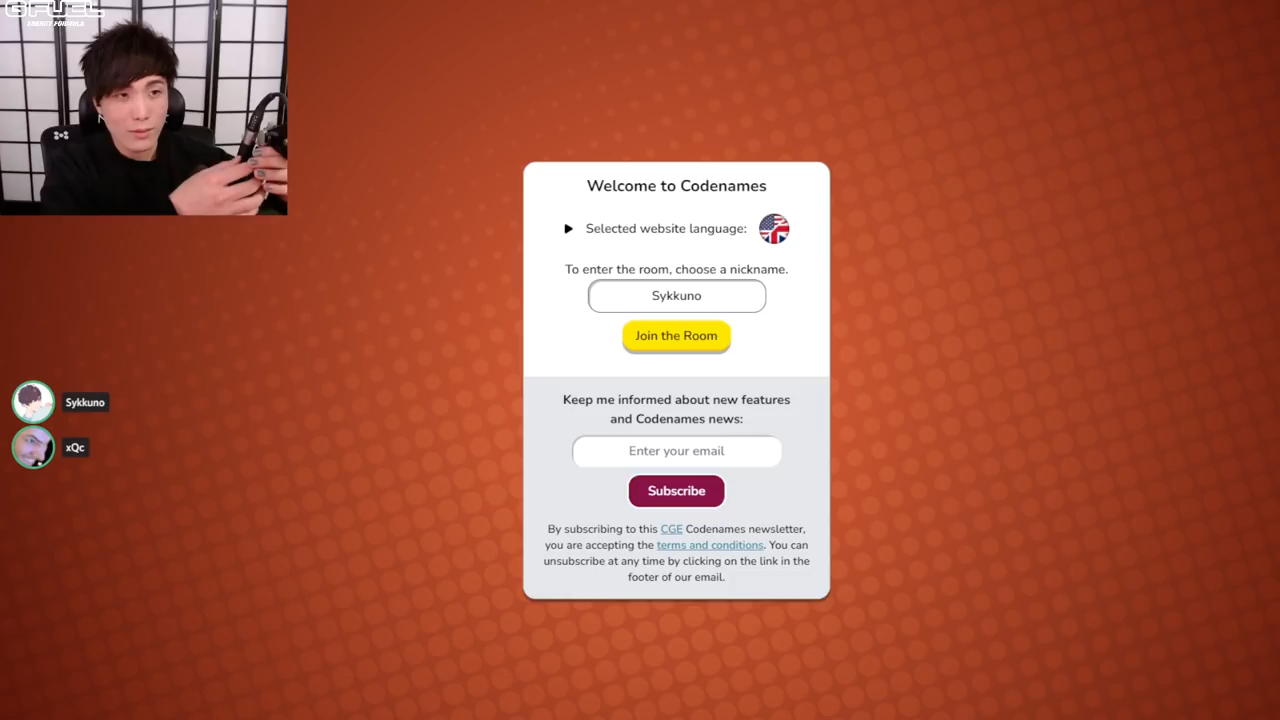 GFUEL
ENERGY FORMULA
Welcome to Codenames
Selected website language:
To enter the room, choose a nickname.
Sykkuno
Join the Room
Keep me informed about new features
and Codenames news:
Enter your email
Subscribe
By subscribing to this CGE Codenames newsletter,
you are accepting the terms and conditions. You can
unsubscribe at any time by clicking on the link in the
footer of our email.
Sykkuno
xQc